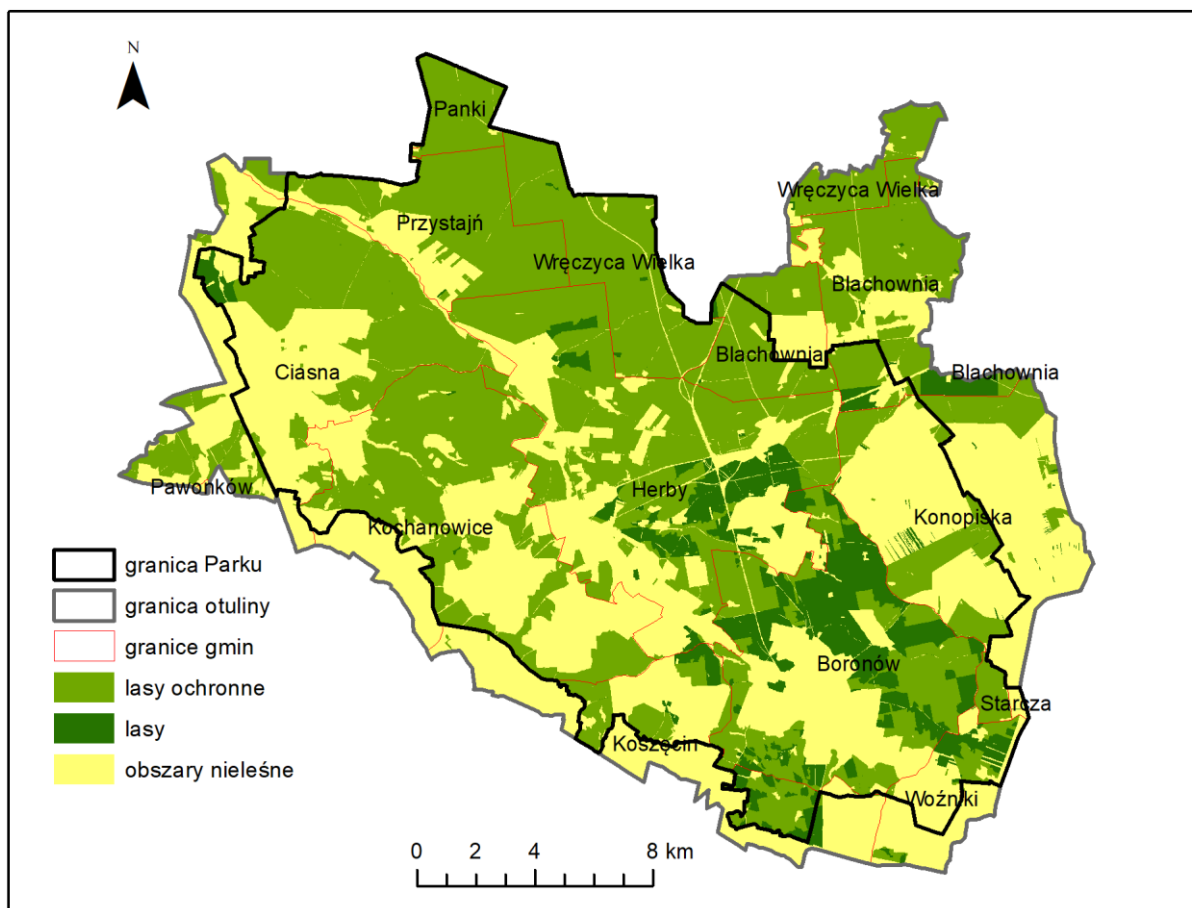 N
Panki
Wręczyca Wielka
Przystajń
Wręczyca Wielka
Blachownia
Blachownia
Ciasna
Blachownia
Pawonków
Herby
Kochanowice
Konopiska
Boronów
Starcza
Koszęcin
Woźniki
granica Parku
granica otuliny
granice gmin
lasy ochronne
lasy
obszary nieleśne
0 2 4 8 km